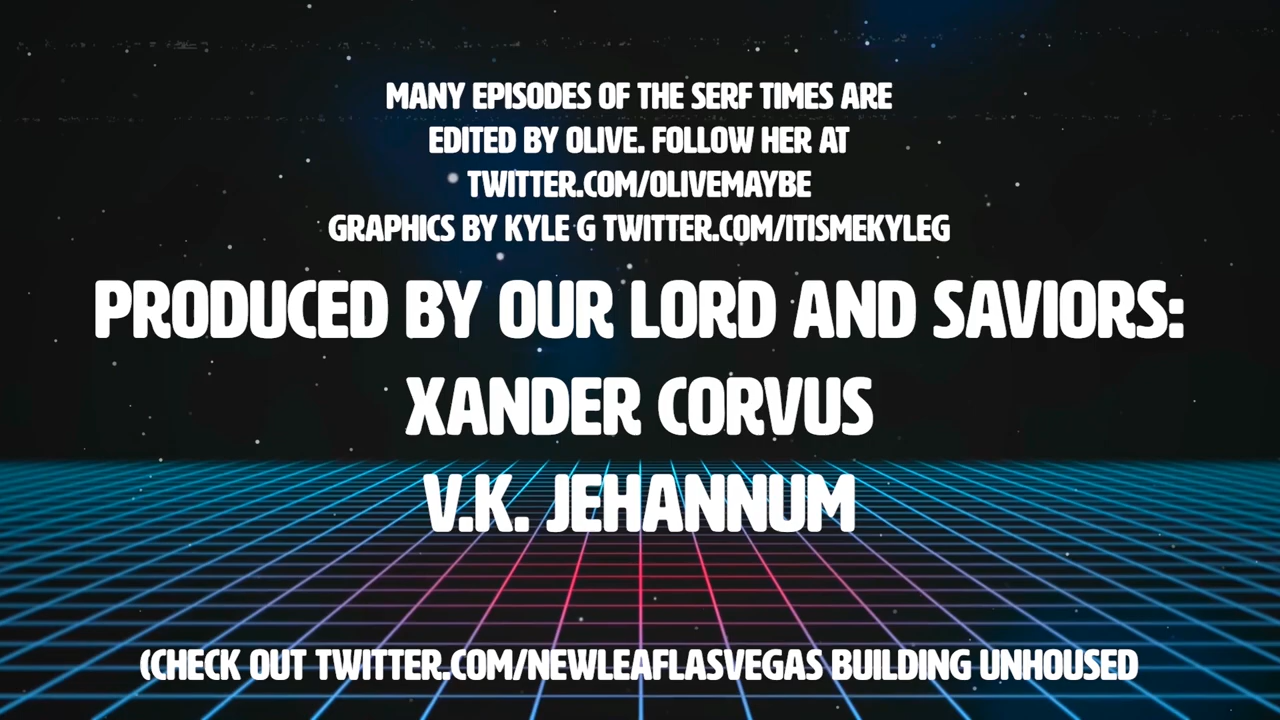 MANY EPISODES OF THE SERF TIMES ARE
EDITED BY OLIVE. FOLLOW HER AT
TWITTER.COM/OLIVEMAYBE
GRAPHICS BY KYLE G TWITTER.COM/ITISMEKYLEG
PRODUCED BY OUR LORD AND SAVIORS:
XANDER CORVUS
V.K. JEHANNUM
(CHECK OUT TWITTER.COM/NEWLEAFLASVEGAS BUILDING UNHOUSED